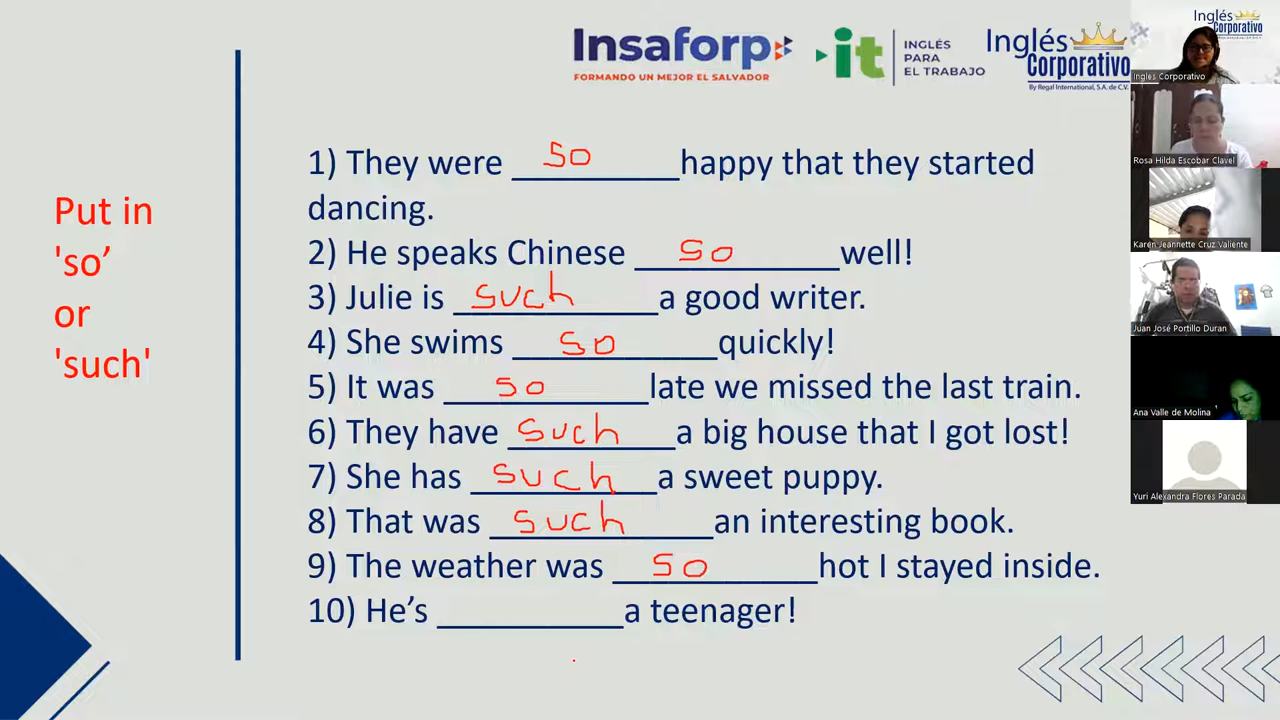 Insaforp
FORMANDO UN MEJOR EL SALVADOR
it
INGLÉS
PARA
EL TRABAJO
Inglés
Corporativo
By Regal International, S.A. de C.V.
Put in
'so’
or
'such'
1) They were so happy that they started
dancing.
2) He speaks Chinese so well!
3) Julie is such a good writer.
4) She swims so quickly!
5) It was so late we missed the last train.
6) They have such a big house that I got lost!
7) She has such a sweet puppy.
8) That was such an interesting book.
9) The weather was so hot I stayed inside.
10) He’s __________ a teenager!
Inglés
Corporativo
Ingles Corporativo
Rosa Hilda Escobar Clavel
Karen Jeannette Cruz Valiente
Juan José Portillo Duran
Ana Valle de Molina
Yuri Alexandra Flores Parada